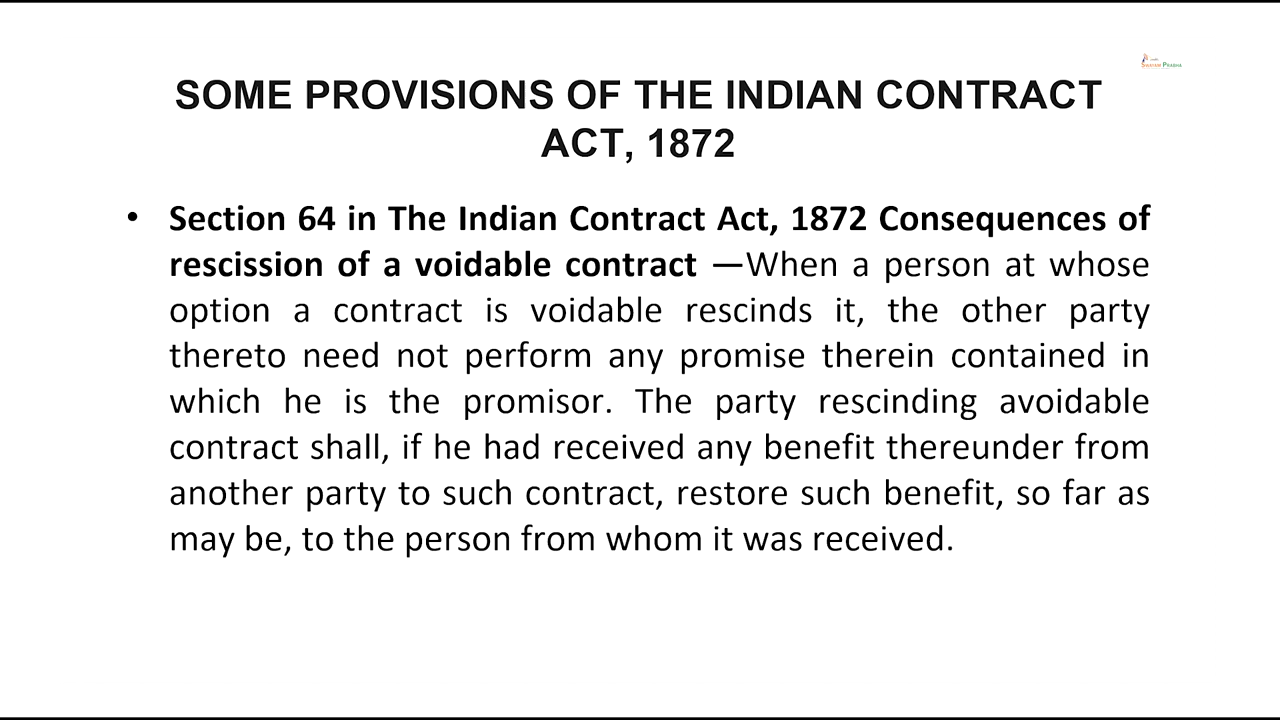 SWAYAM PRABHA
SOME PROVISIONS OF THE INDIAN CONTRACT
ACT, 1872
• Section 64 in The Indian Contract Act, 1872 Consequences of
rescission of a voidable contract —When a person at whose
option a contract is voidable rescinds it, the other party
thereto need not perform any promise therein contained in
which he is the promisor. The party rescinding avoidable
contract shall, if he had received any benefit thereunder from
another party to such contract, restore such benefit, so far as
may be, to the person from whom it was received.